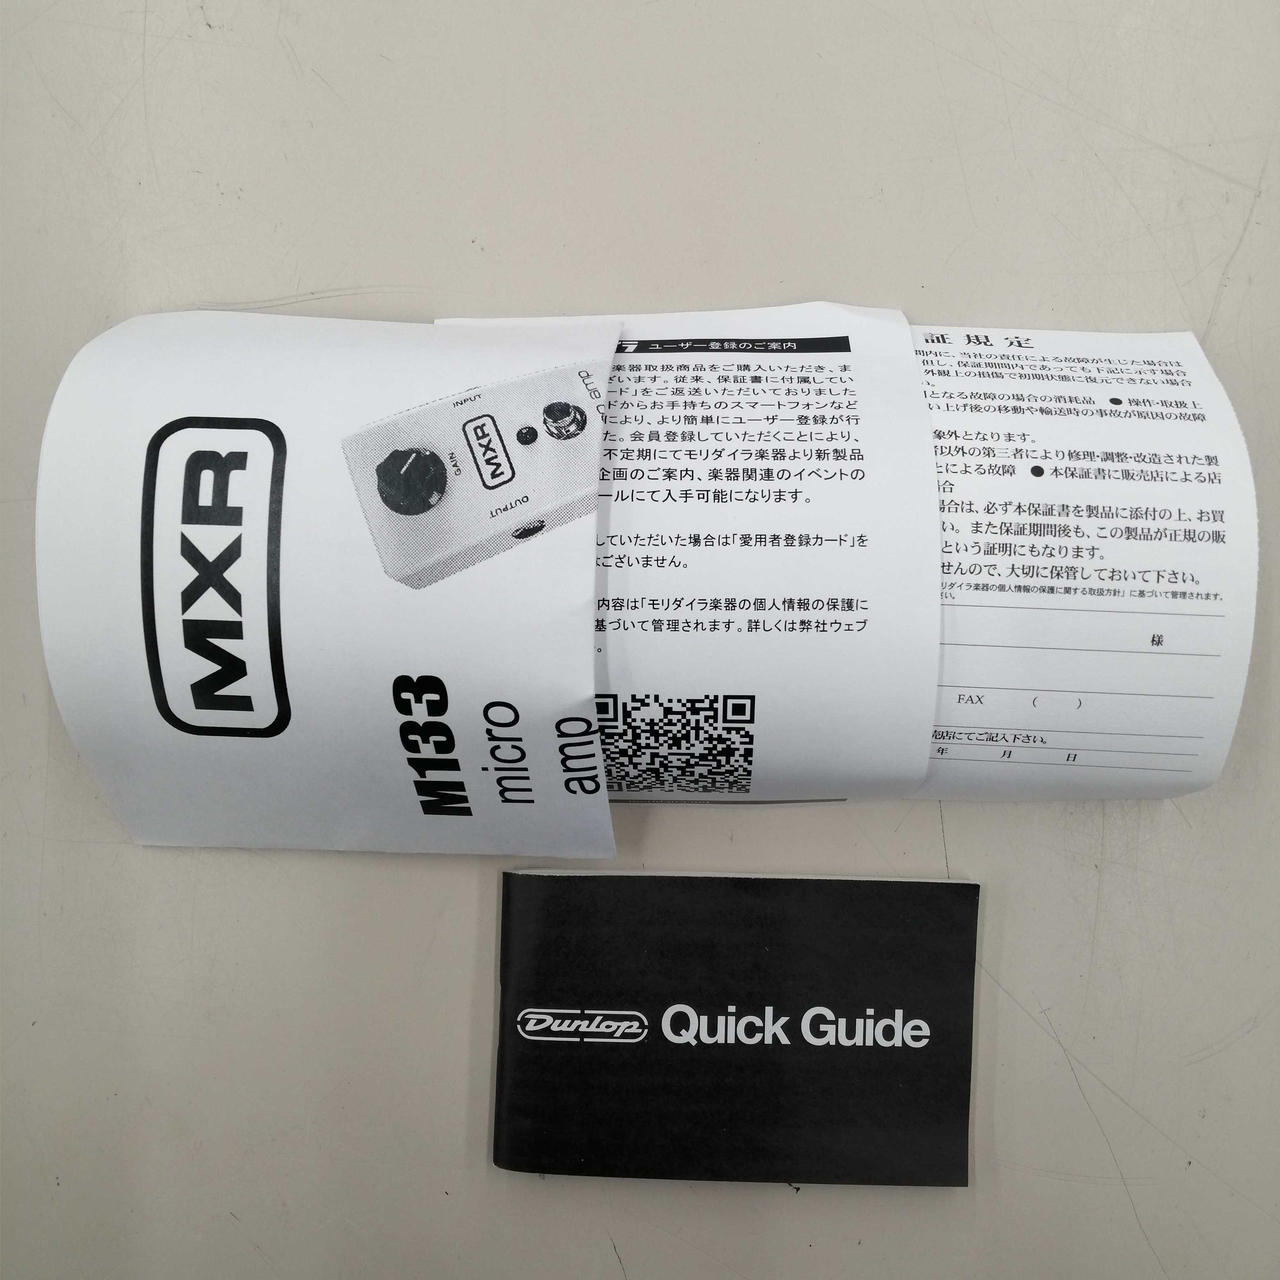 MXR
M133
micro
amp
INPUT
GAIN
MXR
OUTPUT
amp
ユーザー登録のご案内
楽器取扱商品をご購入いただき、ま
ざいます。従来、保証書に付属してい
ード」をご返送いただいておりました
ドからお手持ちのスマートフォンなど
により、より簡単にユーザー登録が行
た。会員登録していただくことにより、
不定期にてモリダイラ楽器より新製品
企画のご案内、楽器関連のイベントの
ールにて入手可能になります。
していただいた場合は「愛用者登録カード」を
はございません。
内容は「モリダイラ楽器の個人情報の保護に
基づいて管理されます。詳しくは弊社ウェブ
。
証規定
間内に、当社の責任による故障が生じた場合は
但し、保証期間内であっても下記に示す場合
外観上の損傷で初期状態に復元できない場合
い。
因となる故障の場合の消耗品 ● 操作・取扱上
い上げ後の移動や輸送時の事故が原因の故障
象外となります。
者以外の第三者により修理・調整・改造された製
とによる故障 ● 本保証書に販売店による店
場合
場合は、必ず本保証書を製品に添付の上、お買
い。また保証期間後も、この製品が正規の販
という証明にもなります。
せんので、大切に保管しておいて下さい。
リダイラ楽器の個人情報の保護に関する取扱方針」に基づいて管理されます。
さい。
様
FAX ( )
売店にてご記入下さい。
年 月 日
Dunlop Quick Guide